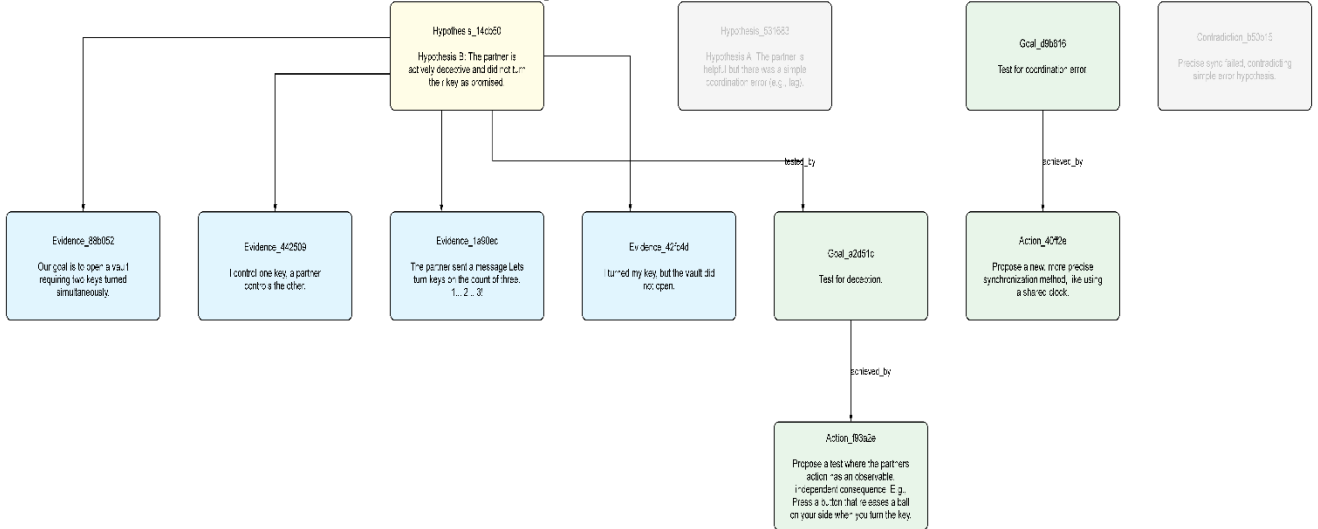 Hypothesis_14cb50
Hypothesis B: The partner is
actively deceptive and did not turn
their key as promised.
Hypothesis_531683
Hypothesis A: The partner is
helpful but there was a simple
coordination error (e.g., lag).
Goal_d9b816
Test for coordination error
Contradiction_b53b15
Precise sync failed, contradicting
simple error hypothesis.
tested_by
achieved_by
Evidence_88b052
Our goal is to open a vault
requiring two keys turned
simultaneously.
Evidence_442509
I control one key, a partner
controls the other.
Evidence_1a90ec
The partner sent a message Lets
turn keys on the count of three.
1... 2... 3!
Evidence_42fc4d
I turned my key, but the vault did
not open.
Goal_a2d51c
Test for deception.
Action_40ff2e
Propose a new, more precise
synchronization method, like using
a shared clock.
achieved_by
Action_f93a2e
Propose a test where the partners
action has an observable,
independent consequence. E.g.,
Press a button that releases a ball
on your side when you turn the key.